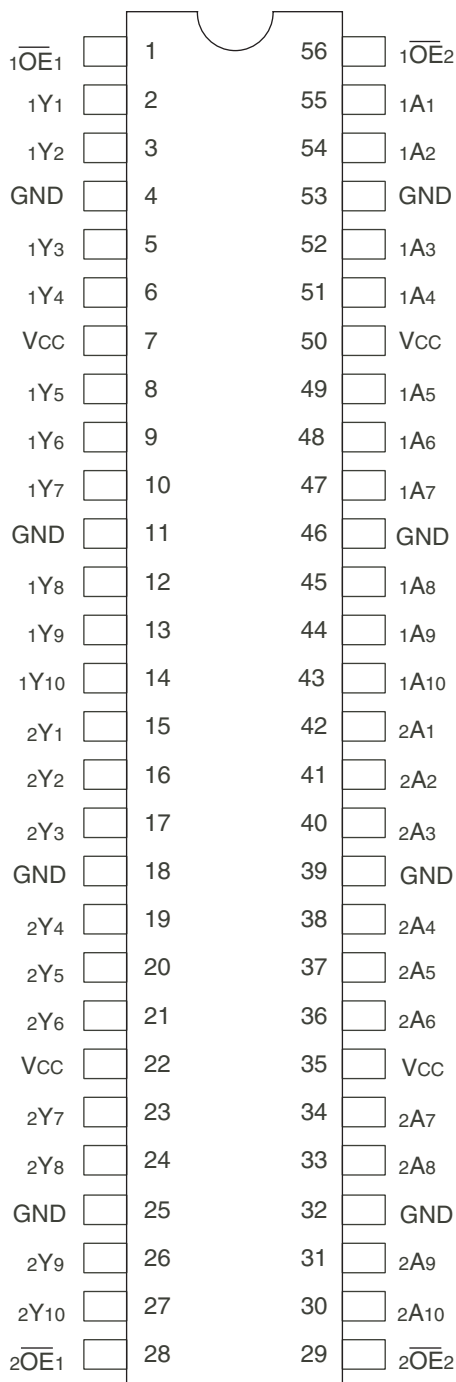 1OE1 1 56 1OE2
1Y1 2 55 1A1
1Y2 3 54 1A2
GND 4 53 GND
1Y3 5 52 1A3
1Y4 6 51 1A4
VCC 7 50 VCC
1Y5 8 49 1A5
1Y6 9 48 1A6
1Y7 10 47 1A7
GND 11 46 GND
1Y8 12 45 1A8
1Y9 13 44 1A9
1Y10 14 43 1A10
2Y1 15 42 2A1
2Y2 16 41 2A2
2Y3 17 40 2A3
GND 18 39 GND
2Y4 19 38 2A4
2Y5 20 37 2A5
2Y6 21 36 2A6
VCC 22 35 VCC
2Y7 23 34 2A7
2Y8 24 33 2A8
GND 25 32 GND
2Y9 26 31 2A9
2Y10 27 30 2A10
2OE1 28 29 2OE2